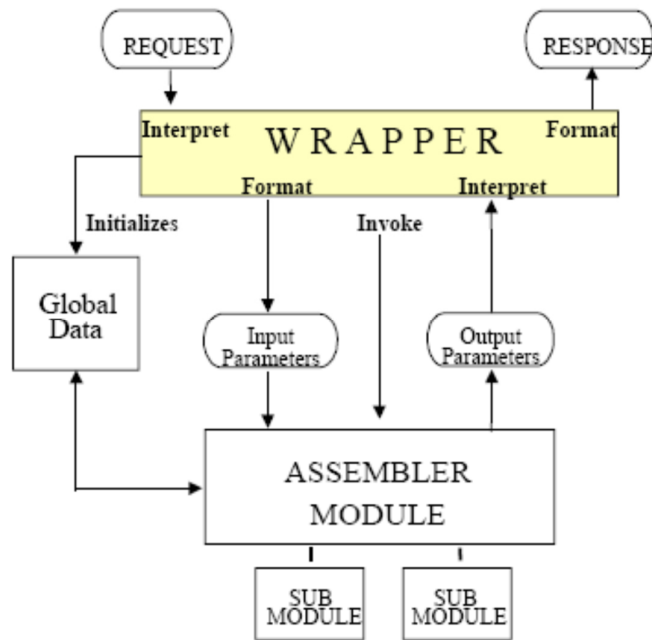 REQUEST
RESPONSE
Interpret
WRAPPER
Format
Format
Interpret
Initializes
Invoke
Global
Data
Input
Parameters
Output
Parameters
ASSEMBLER
MODULE
SUB
MODULE
SUB
MODULE